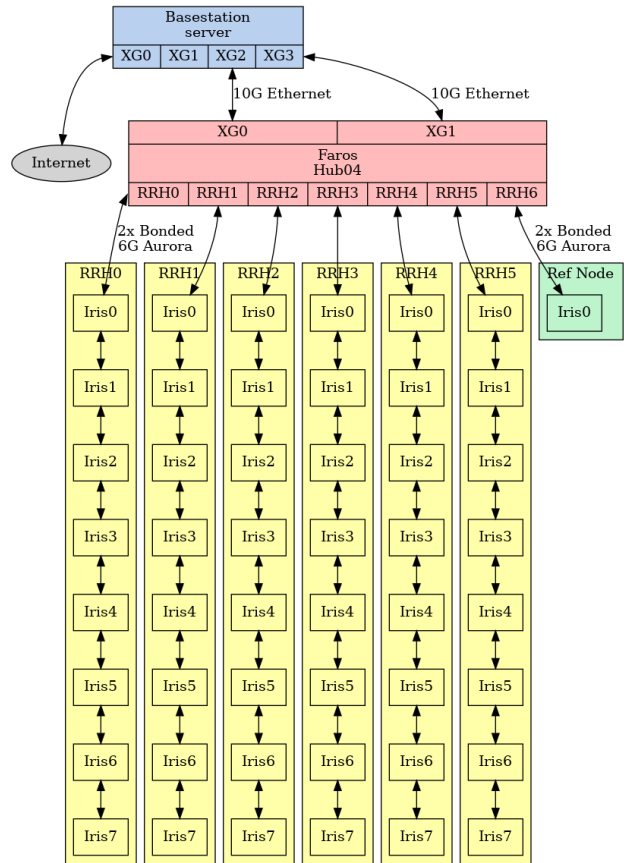 Basestation
server
XG0 XG1 XG2 XG3
10G Ethernet 10G Ethernet
Internet
XG0 XG1
Faros
Hub04
RRH0 RRH1 RRH2 RRH3 RRH4 RRH5 RRH6
2x Bonded 2x Bonded
6G Aurora 6G Aurora
RRH0 RRH1 RRH2 RRH3 RRH4 RRH5 Ref Node
Iris0 Iris0 Iris0 Iris0 Iris0 Iris0 Iris0
Iris1 Iris1 Iris1 Iris1 Iris1 Iris1
Iris2 Iris2 Iris2 Iris2 Iris2 Iris2
Iris3 Iris3 Iris3 Iris3 Iris3 Iris3
Iris4 Iris4 Iris4 Iris4 Iris4 Iris4
Iris5 Iris5 Iris5 Iris5 Iris5 Iris5
Iris6 Iris6 Iris6 Iris6 Iris6 Iris6
Iris7 Iris7 Iris7 Iris7 Iris7 Iris7